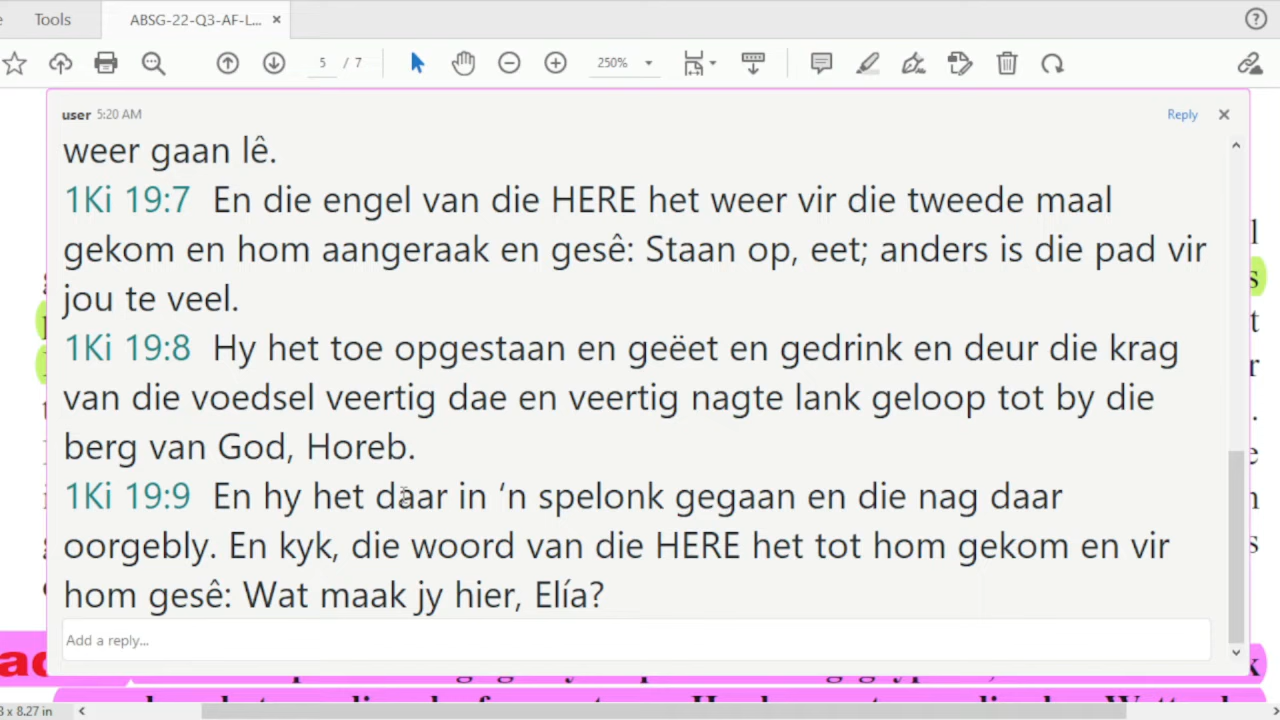 Tools
ABSG-22-Q3-AF-L... ×
5 / 7
250%
user 5:20 AM
Reply
weer gaan lê.
1Ki 19:7 En die engel van die HERE het weer vir die tweede maal
gekom en hom aangeraak en gesê: Staan op, eet; anders is die pad vir
jou te veel.
1Ki 19:8 Hy het toe opgestaan en geëet en gedrink en deur die krag
van die voedsel veertig dae en veertig nagte lank geloop tot by die
berg van God, Horeb.
1Ki 19:9 En hy het daar in ‘n spelonk gegaan en die nag daar
oorgebly. En kyk, die woord van die HERE het tot hom gekom en vir
hom gesê: Wat maak jy hier, Elía?
Add a reply...
x 8.27 in